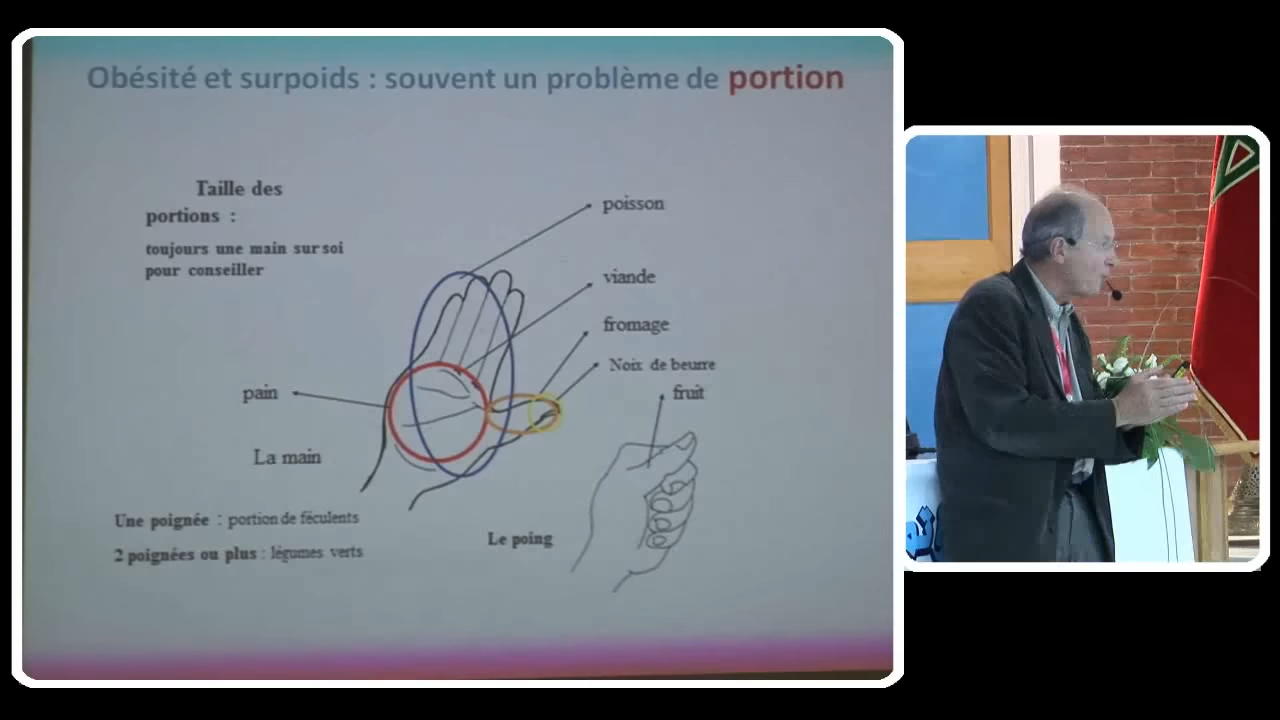 Obésité et surpoids : souvent un problème de portion
Taille des
portions :
toujours une main sur soi
pour conseiller
poisson
viande
fromage
Noix de beurre
fruit
pain
La main
Une poignée : portion de féculents
2 poignées ou plus : légumes verts
Le poing